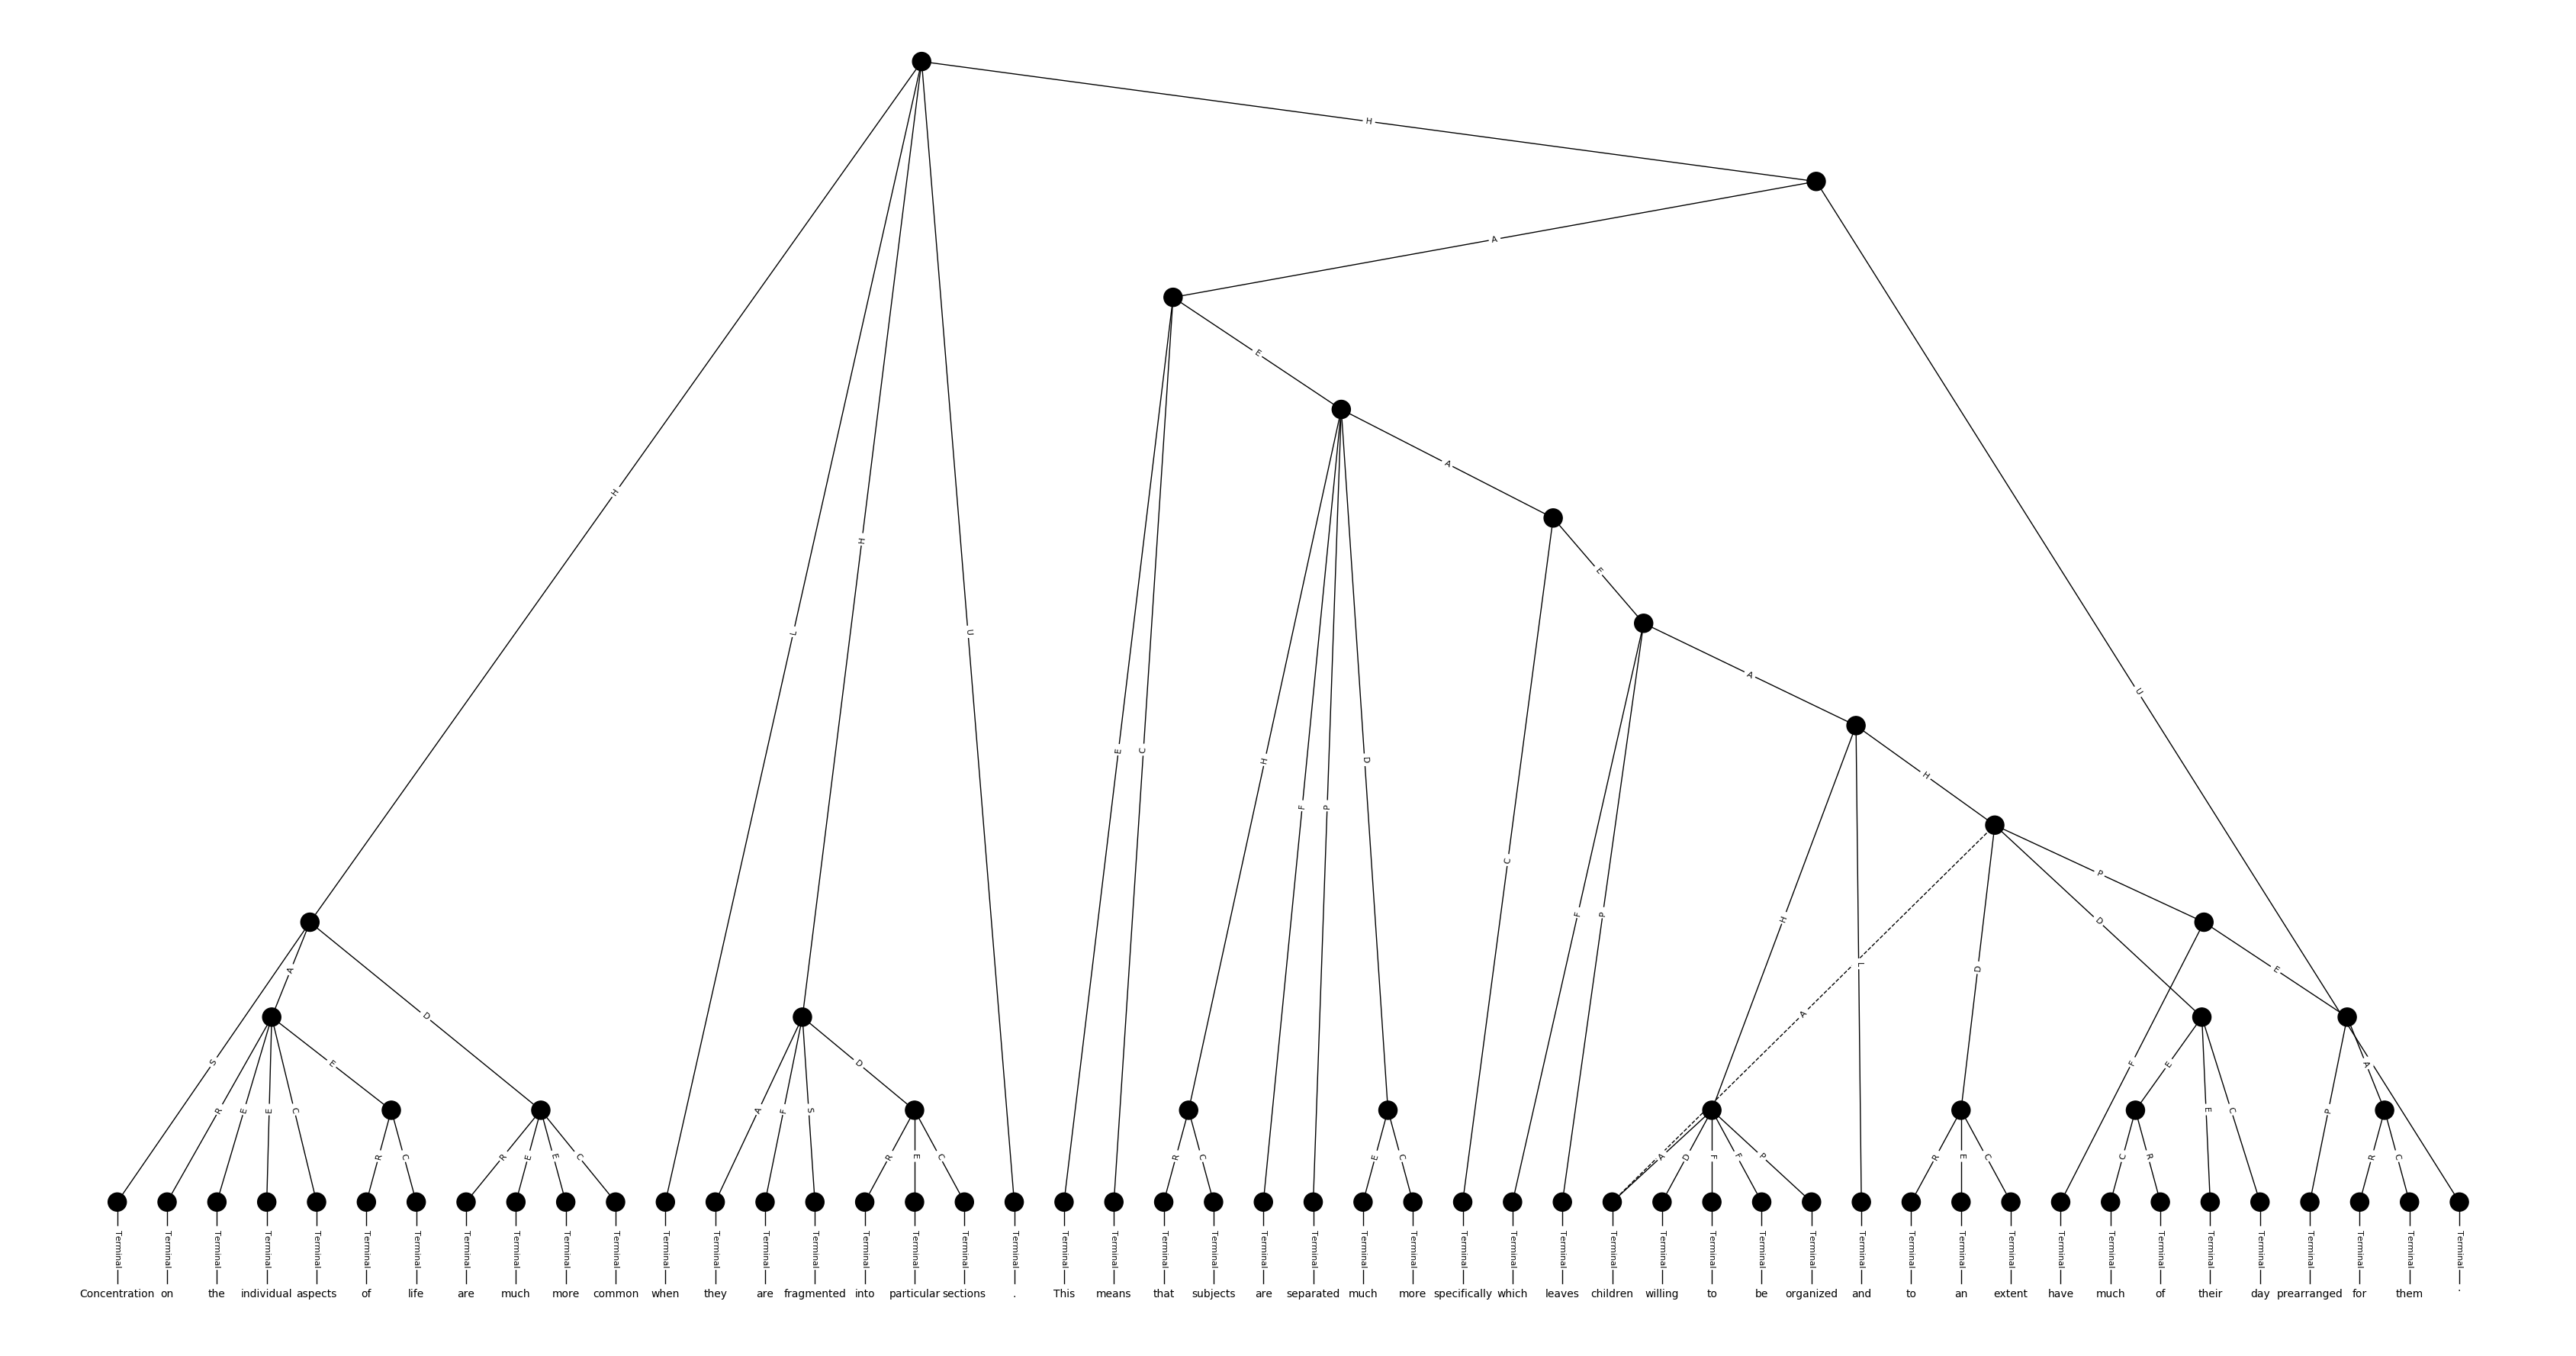 H
A
E
A
H
E
H
L
U
A
U
H
E
C
H
D
F
P
C
P
H
D
F
P
A
L
D
A
D
E
A
S
E
D
F
E
A
R
E
E
C
A
F
S
E
C
P
R
C
R
E
E
C
R
E
C
R
C
E
C
A
D
F
F
P
R
E
C
C
R
R
C
Terminal Terminal Terminal Terminal Terminal Terminal Terminal Terminal Terminal Terminal Terminal Terminal Terminal Terminal Terminal Terminal Terminal Terminal Terminal Terminal Terminal Terminal Terminal Terminal Terminal Terminal Terminal Terminal Terminal Terminal Terminal Terminal Terminal Terminal Terminal Terminal Terminal Terminal Terminal Terminal Terminal Terminal Terminal Terminal Terminal Terminal Terminal Terminal
Concentration on the individual aspects of life are much more common when they are fragmented into particular sections . This means that subjects are separated much more specifically which leaves children willing to be organized and to an extent have much of their day prearranged for them .